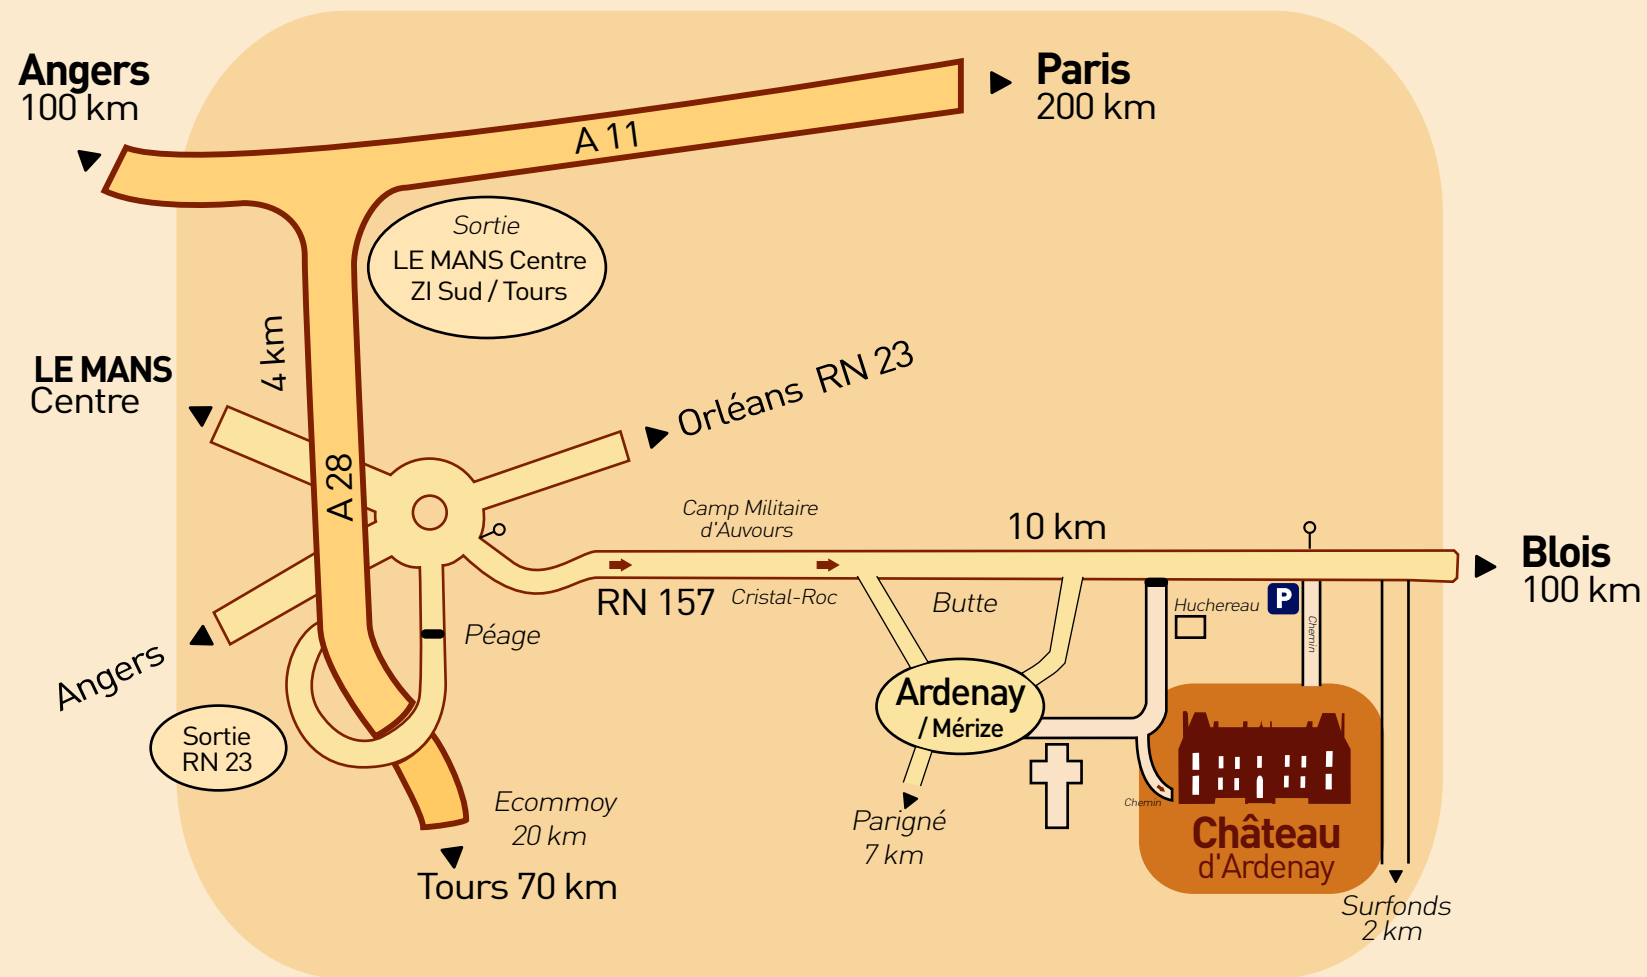 Angers
100 km
Paris
200 km
A 11
Sortie
LE MANS Centre
ZI Sud / Tours
4 km
LE MANS
Centre
Orléans RN 23
A 28
Camp Militaire
d'Auvours
10 km
Blois
100 km
RN 157
Cristal-Roc
Butte
Huchereau
P
Chemin
Péage
Angers
Ardenay
/ Mérize
Sortie
RN 23
Ecommoy
20 km
Chemin
Parigné
7 km
Château
d'Ardenay
Tours 70 km
Surfonds
2 km